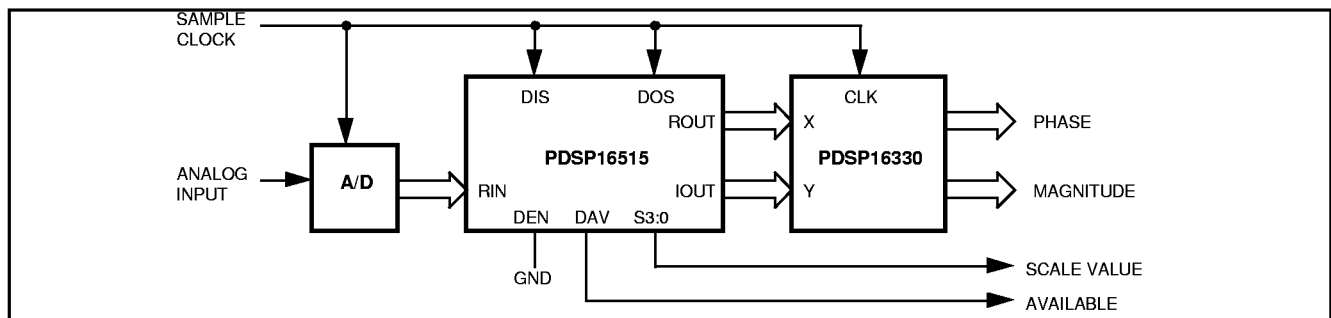 SAMPLE
CLOCK
DIS
DOS
CLK
ROUT
X
PHASE
PDSP16515
PDSP16330
ANALOG
INPUT
A/D
RIN
IOUT
Y
MAGNITUDE
DEN
DAV
S3:0
GND
SCALE VALUE
AVAILABLE